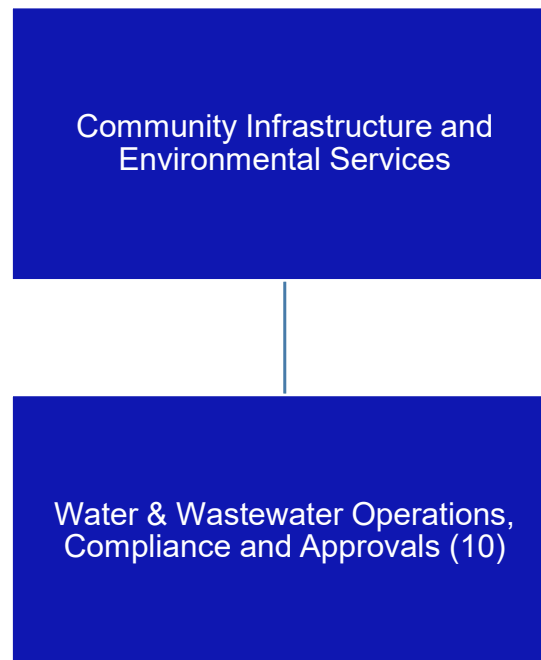 Community Infrastructure and
Environmental Services
Water & Wastewater Operations,
Compliance and Approvals (10)